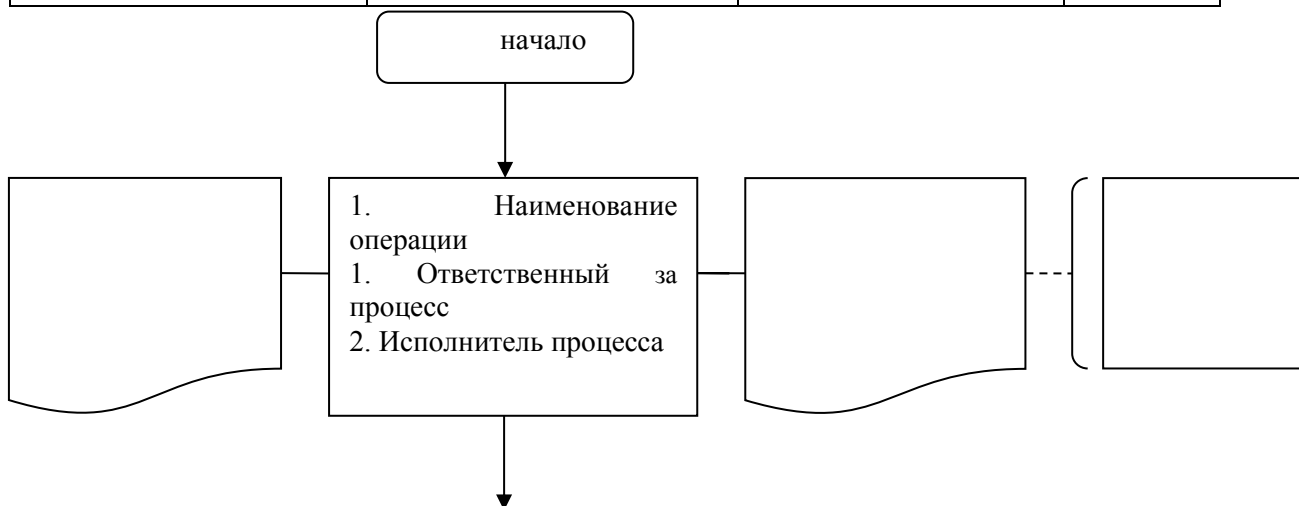 начало
1. Наименование
операции
1. Ответственный за
процесс
2. Исполнитель процесса